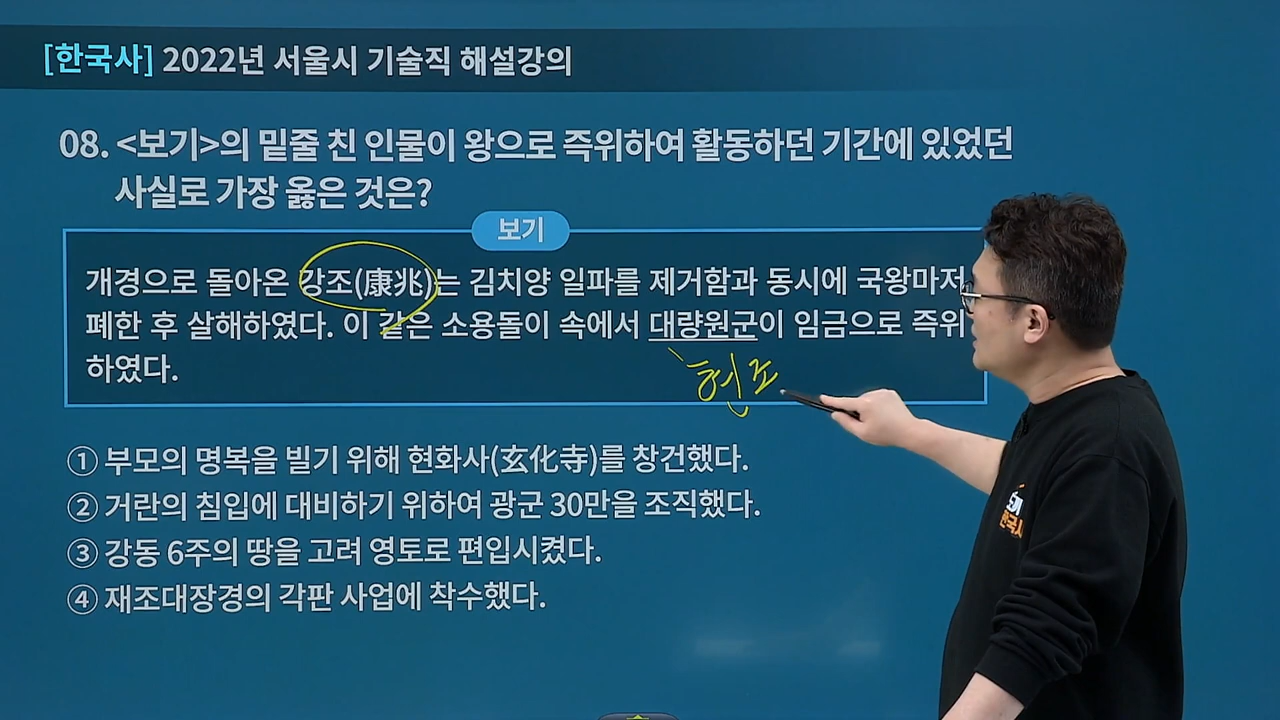 [한국사] 2022년 서울시 기술직 해설강의
08. <보기>의 밑줄 친 인물이 왕으로 즉위하여 활동하던 기간에 있었던
사실로 가장 옳은 것은?
보기
개경으로 돌아온 강조(康兆)는 김치양 일파를 제거함과 동시에 국왕마저
폐한 후 살해하였다. 이 같은 소용돌이 속에서 대량원군이 임금으로 즉위
하였다.
현조
① 부모의 명복을 빌기 위해 현화사(玄化寺)를 창건했다.
② 거란의 침입에 대비하기 위하여 광군 30만을 조직했다.
③ 강동 6주의 땅을 고려 영토로 편입시켰다.
④ 재조대장경의 각판 사업에 착수했다.
한국사